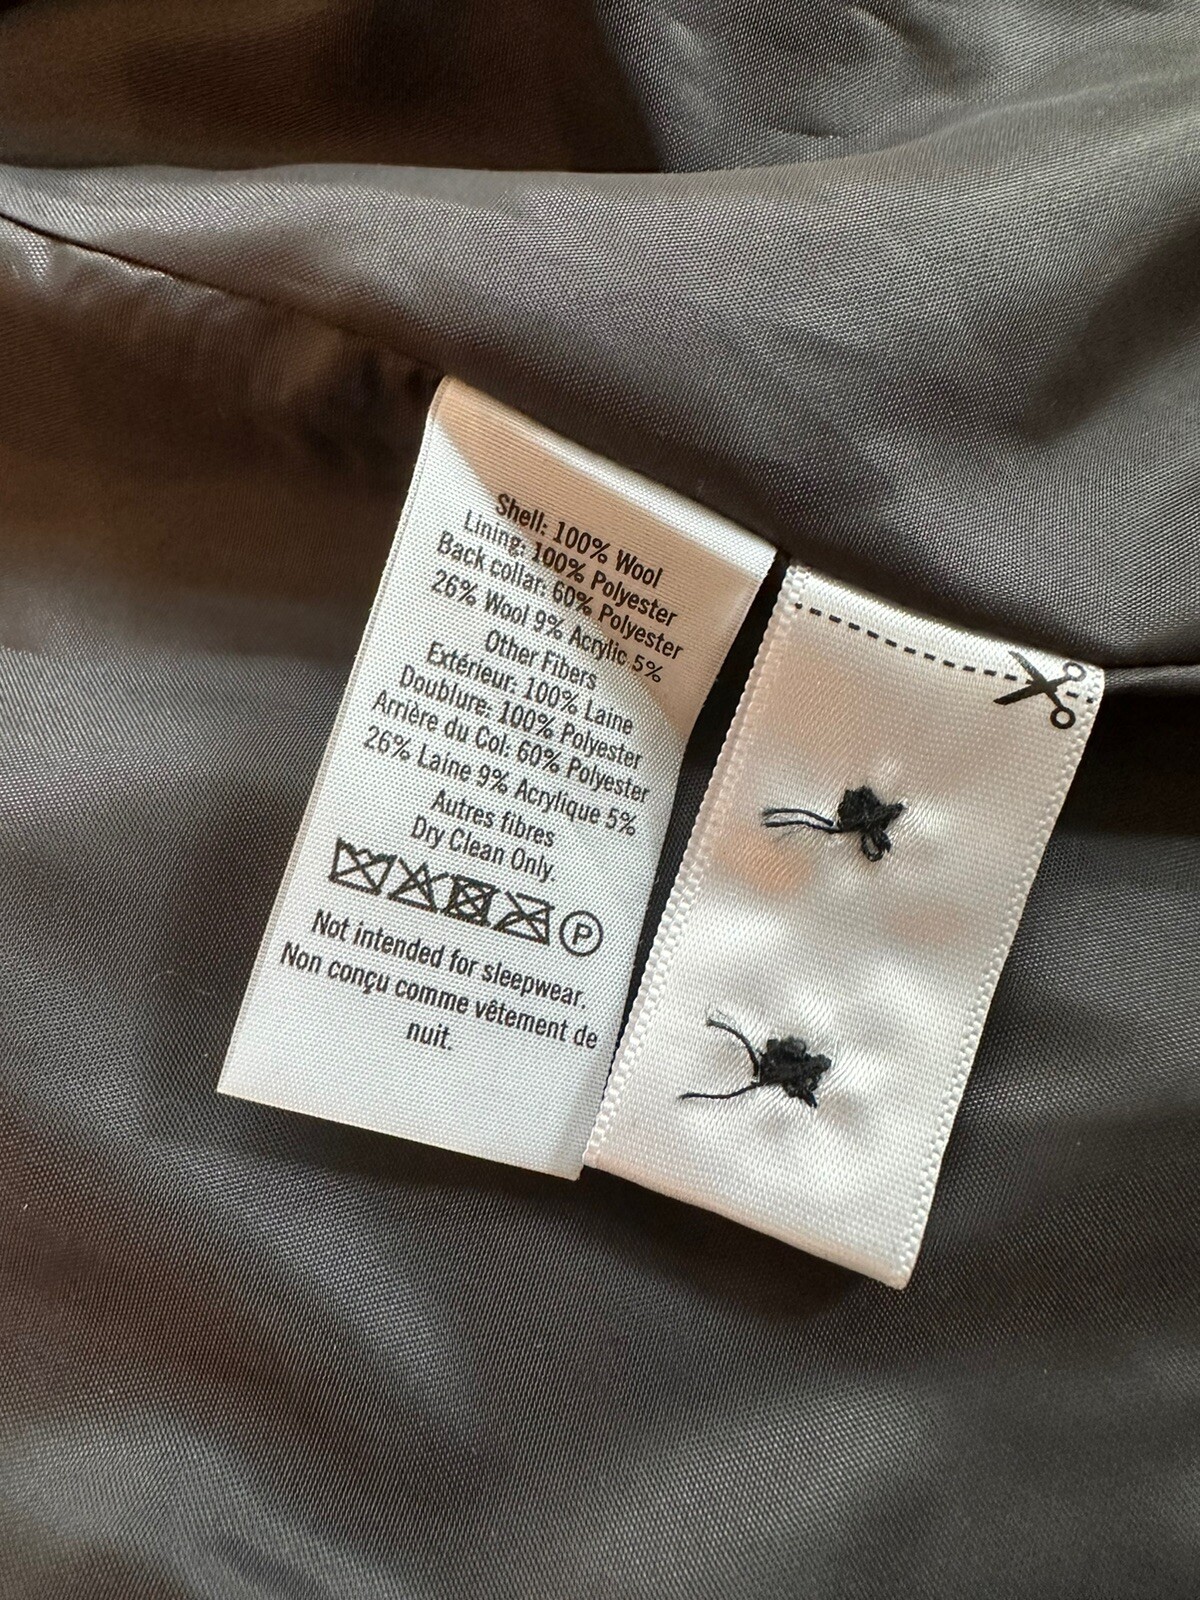 Shell: 100% Wool
Lining: 100% Polyester
Back collar: 60% Polyester
26% Wool 9% Acrylic 5%
Other Fibers
Extérieur: 100% Laine
Doublure: 100% Polyester
Arrière du Col: 60% Polyester
26% Laine 9% Acrylique 5%
Autres fibres
Dry Clean Only.
P
Not intended for sleepwear.
Non conçu comme vêtement de
nuit.